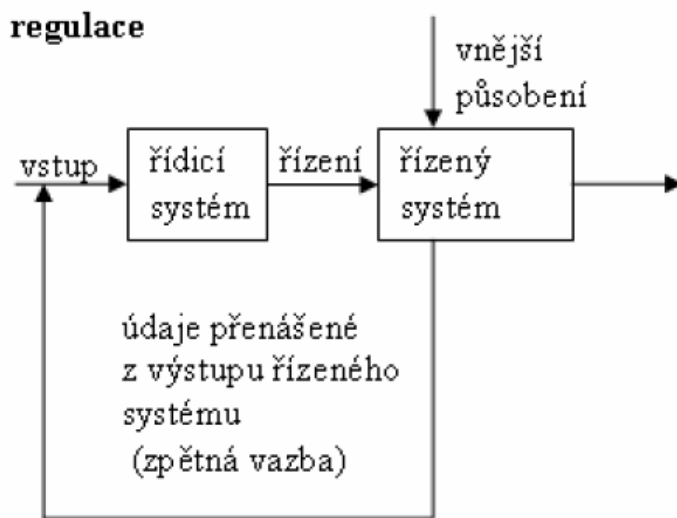 regulace
vnější
působení
vstup
řídicí
systém
řízení
řízený
systém
údaje přenášené
z výstupu řízeného
systému
(zpětná vazba)